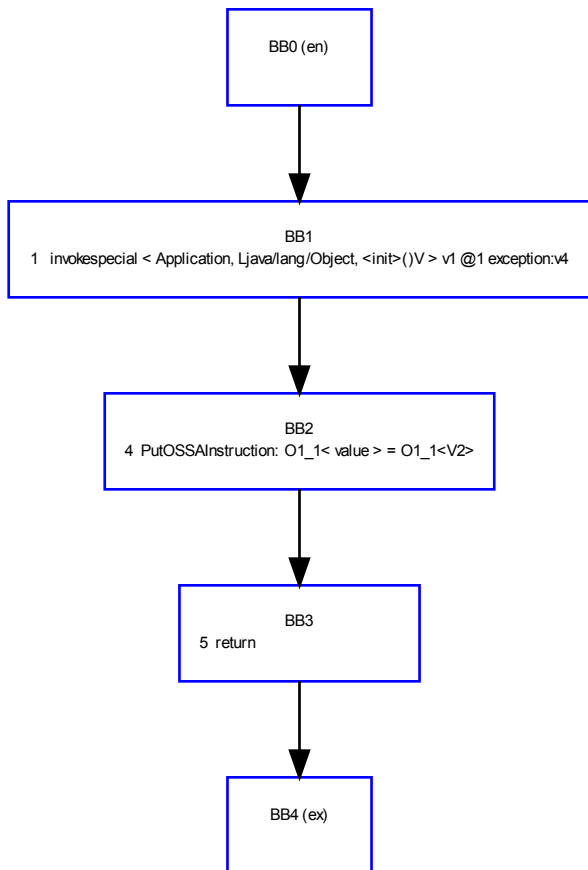 BB0 (en)
BB1
1 invokespecial < Application, Ljava/lang/Object, <init>()V > v1 @1 exception:v4
BB2
4 PutOSSAInstruction: O1_1< value > = O1_1<V2>
BB3
5 return
BB4 (ex)